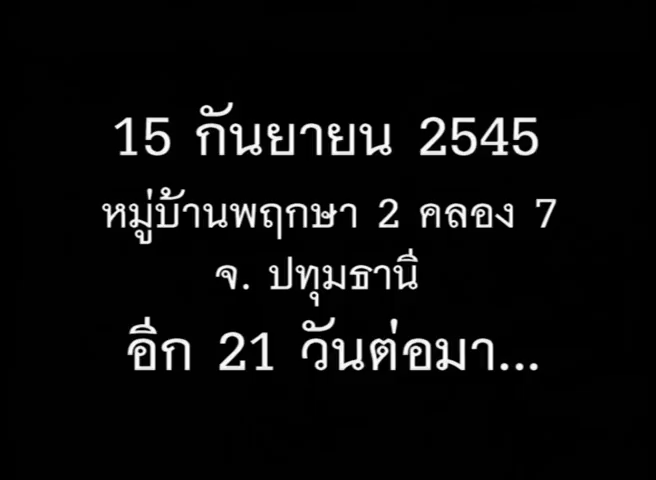 15 กันยายน 2545
หมู่บ้านพฤกษา 2 คลอง 7
จ. ปทุมธานี
อีก 21 วันต่อมา...